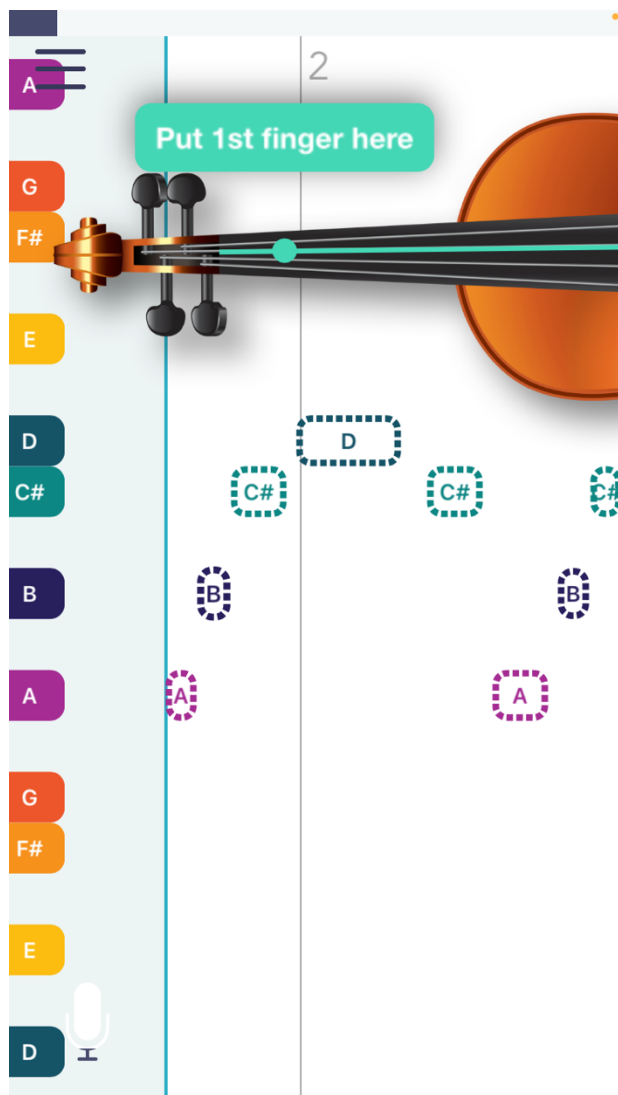 2
A
Put 1st finger here
G
F#
E
D D
C# C# C# C#
B B B
A A A
G
F#
E
D